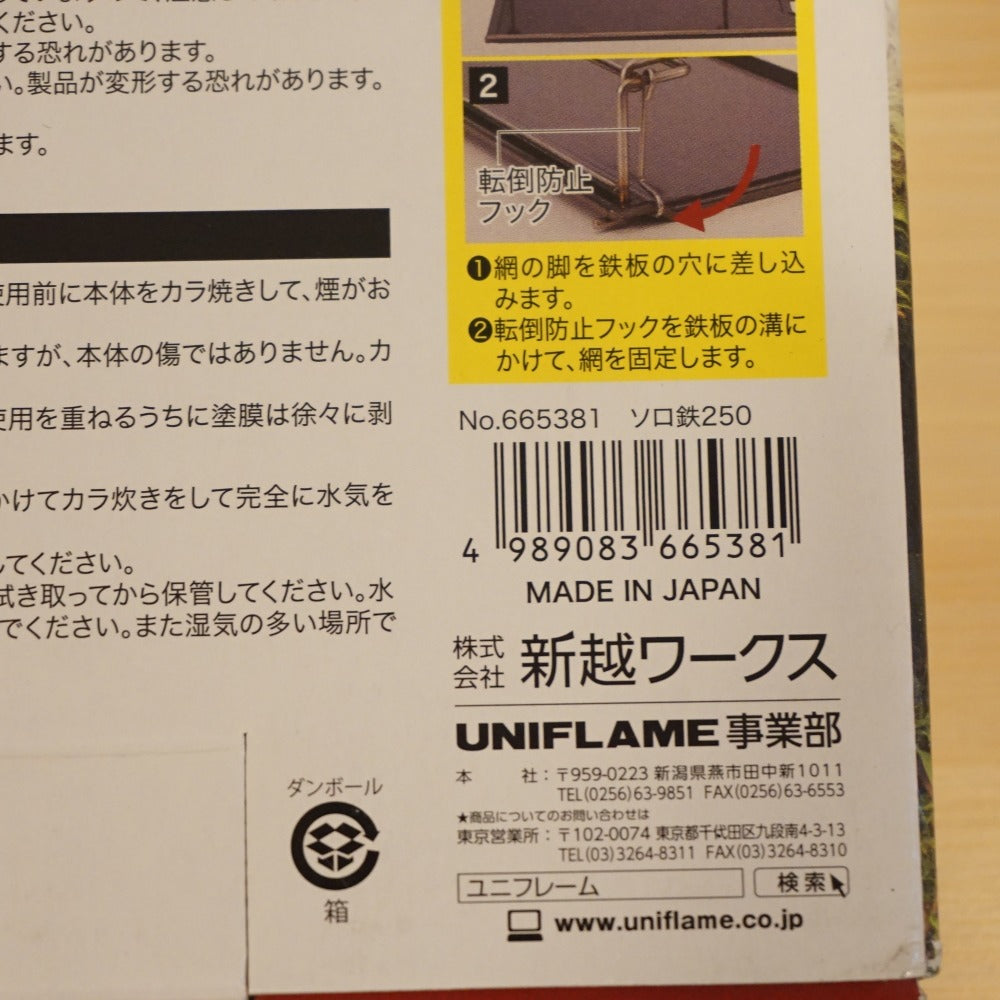 ください。
する恐れがあります。
い。製品が変形する恐れがあります。
ます。
使用前に本体をカラ焼きして、煙がお
ますが、本体の傷ではありません。カ
使用を重ねるうちに塗膜は徐々に剥
かけてカラ炊きをして完全に水気を
してください。
拭き取ってから保管してください。水
でください。また湿気の多い場所で
2
転倒防止
フック
❶網の脚を鉄板の穴に差し込
みます。
❷転倒防止フックを鉄板の溝に
かけて、網を固定します。
No.665381 ソロ鉄250
4 989083 665381
MADE IN JAPAN
株式
会社 新越ワークス
UNIFLAME事業部
本 社：〒959-0223 新潟県燕市田中新1011
TEL(0256)63-9851 FAX(0256)63-6553
★商品についてのお問い合わせは
東京営業所：〒102-0074 東京都千代田区九段南4-3-13
TEL(03)3264-8311 FAX(03)3264-8310
ユニフレーム 検索
www.uniflame.co.jp
ダンボール
箱